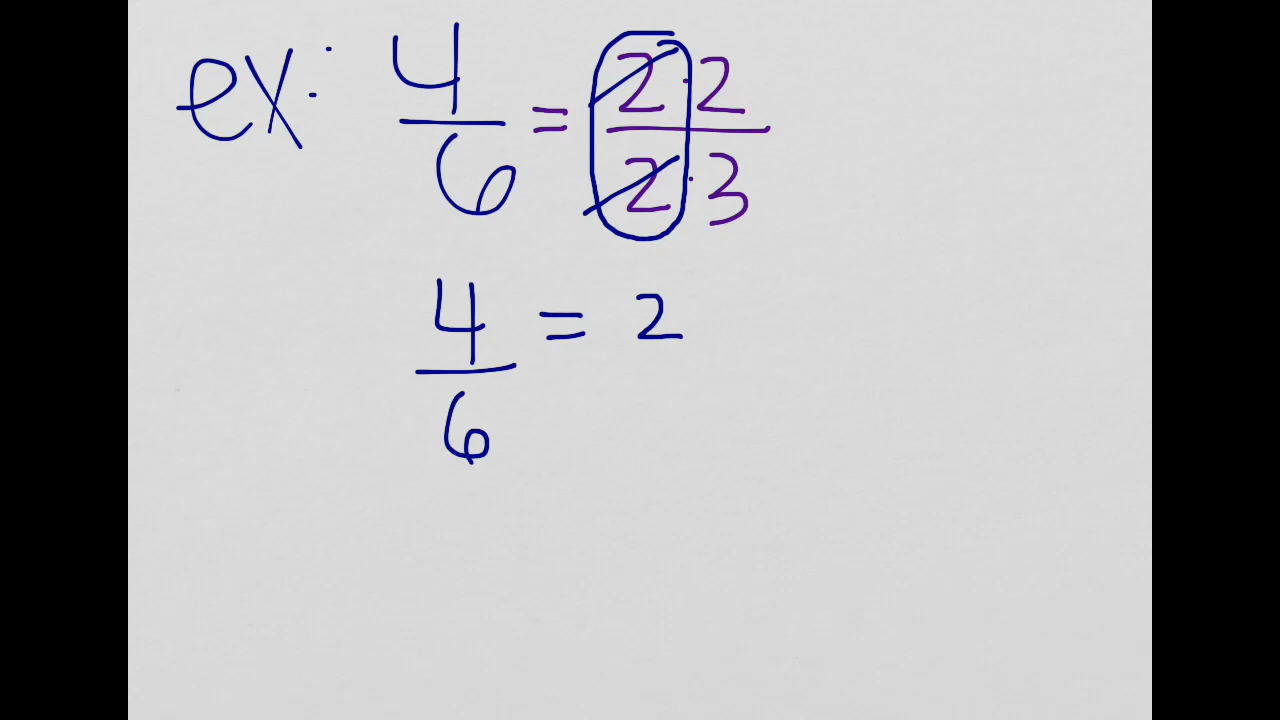 ex: 4/6 = 2·2/2·3
4/6 = 2